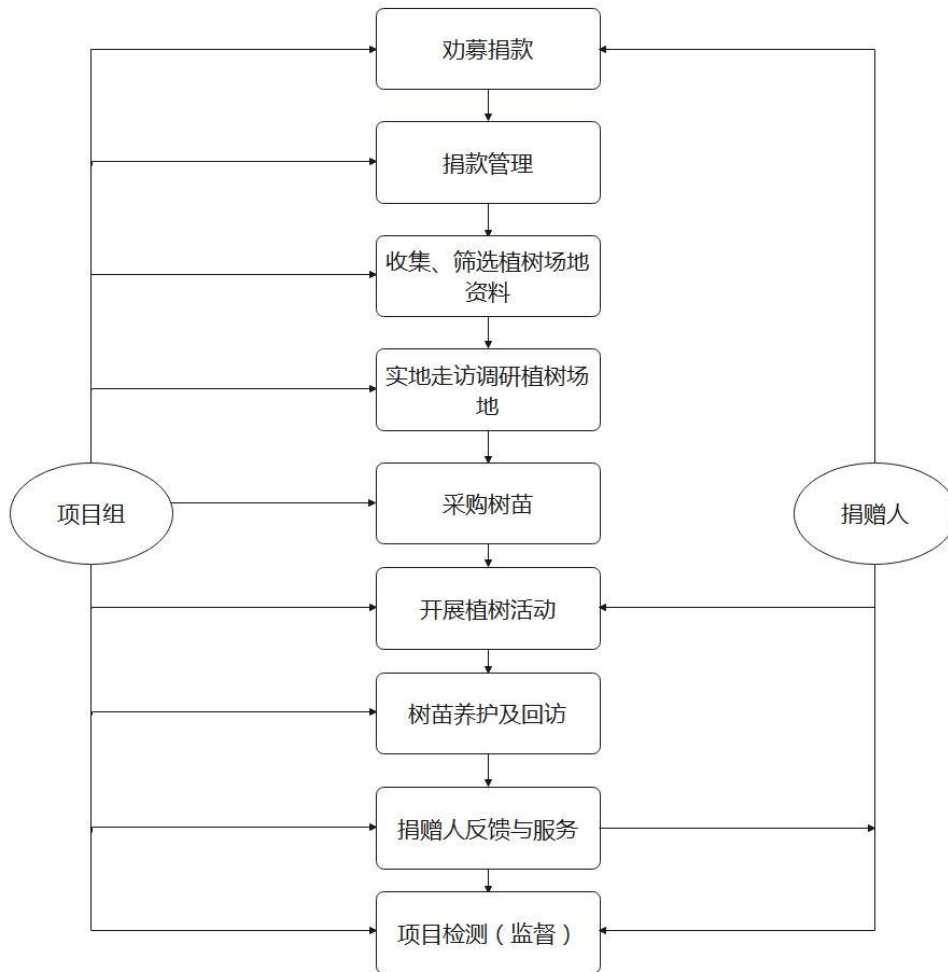 劝募捐款
捐款管理
收集、筛选植树场地
资料
实地走访调研植树场
地
项目组
采购树苗
捐赠人
开展植树活动
树苗养护及回访
捐赠人反馈与服务
项目检测（监督）